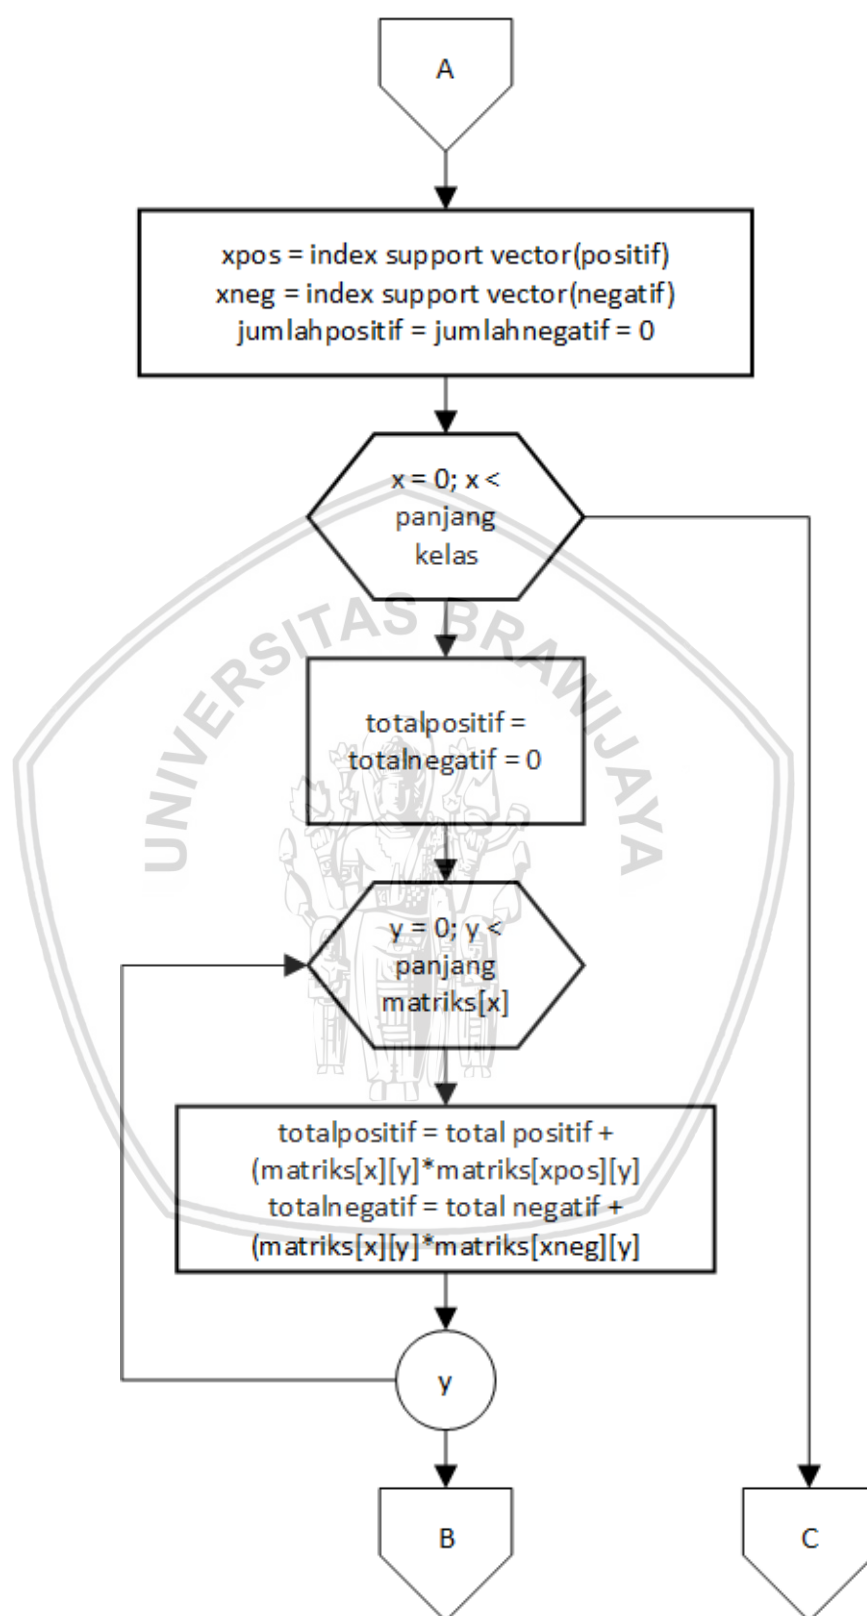 A
xpos = index support vector(positif)
xneg = index support vector(negatif)
jumlahpositif = jumlahnegatif = 0
x = 0; x <
panjang
kelas
UNIVERSITAS BRAWIJAYA
totalpositif =
totalnegatif = 0
y = 0; y <
panjang
matriks[x]
totalpositif = total positif +
(matriks[x][y]*matriks[xpos][y]
totalnegatif = total negatif +
(matriks[x][y]*matriks[xneg][y]
y
B
C